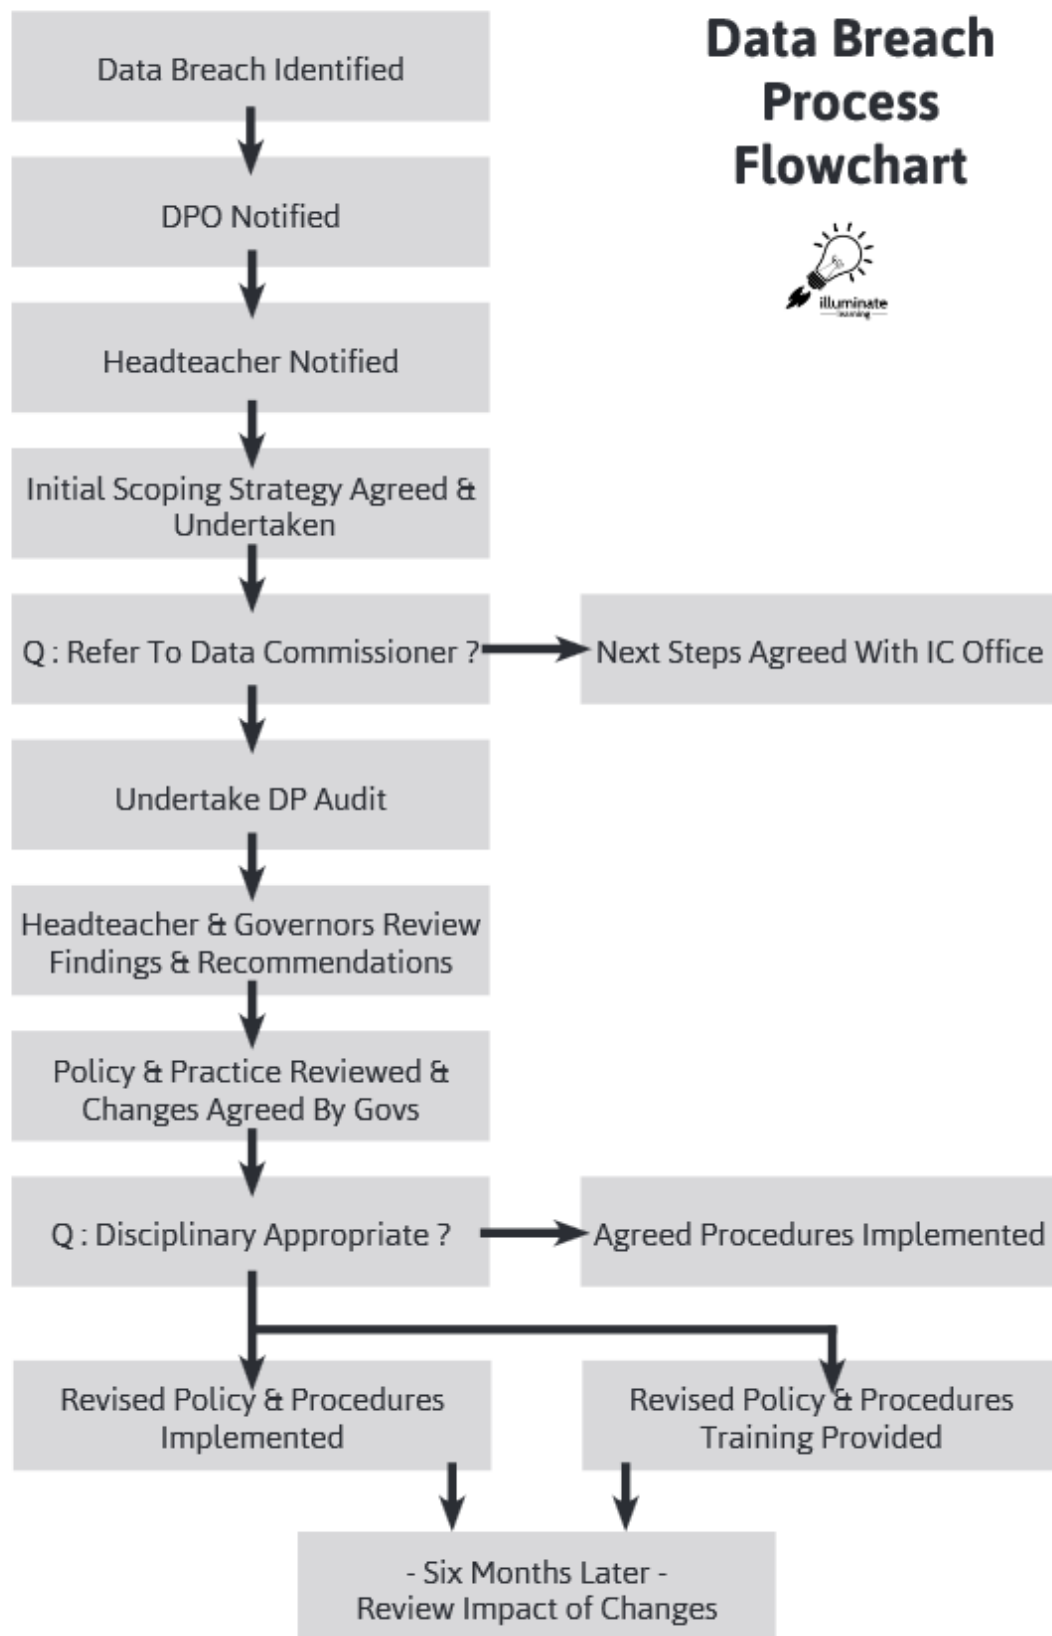 Data Breach
Process
Flowchart
illuminate
learning
Data Breach Identified
DPO Notified
Headteacher Notified
Initial Scoping Strategy Agreed &
Undertaken
Q : Refer To Data Commissioner ?
Next Steps Agreed With IC Office
Undertake DP Audit
Headteacher & Governors Review
Findings & Recommendations
Policy & Practice Reviewed &
Changes Agreed By Govs
Q : Disciplinary Appropriate ?
Agreed Procedures Implemented
Revised Policy & Procedures
Implemented
Revised Policy & Procedures
Training Provided
- Six Months Later -
Review Impact of Changes